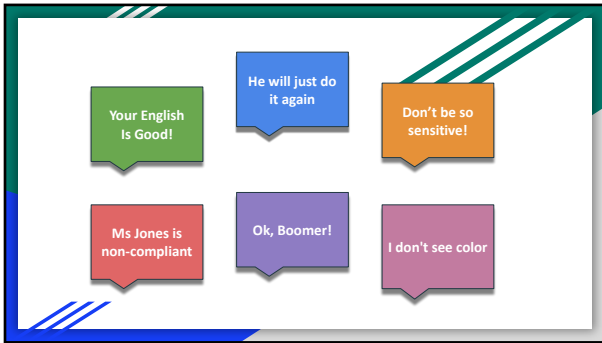 Your English
Is Good!
He will just do
it again
Don’t be so
sensitive!
Ms Jones is
non-compliant
Ok, Boomer!
I don't see color